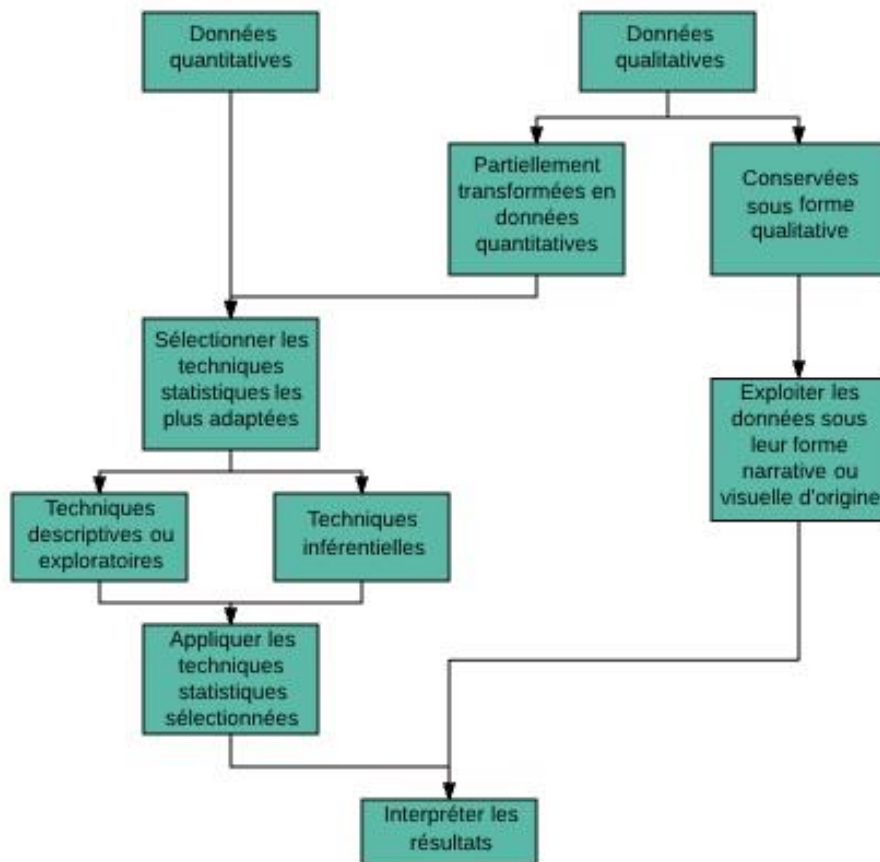 Données
quantitatives
Données
qualitatives
Partiellement
transformées en
données
quantitatives
Conservées
sous forme
qualitative
Sélectionner les
techniques
statistiques les
plus adaptées
Exploiter les
données sous
leur forme
narrative ou
visuelle d'origine
Techniques
descriptives ou
exploratoires
Techniques
inférentielles
Appliquer les
techniques
statistiques
sélectionnées
Interpréter les
résultats